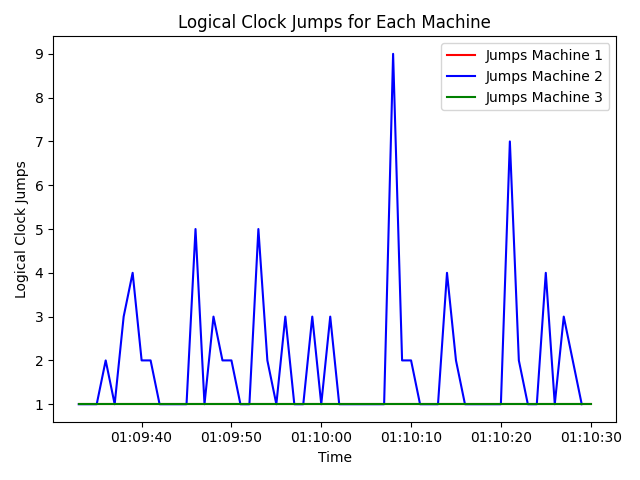 Logical Clock Jumps for Each Machine
Jumps Machine 1
Jumps Machine 2
Jumps Machine 3
Logical Clock Jumps
9
8
7
6
5
4
3
2
1
01:09:40 01:09:50 01:10:00 01:10:10 01:10:20 01:10:30
Time